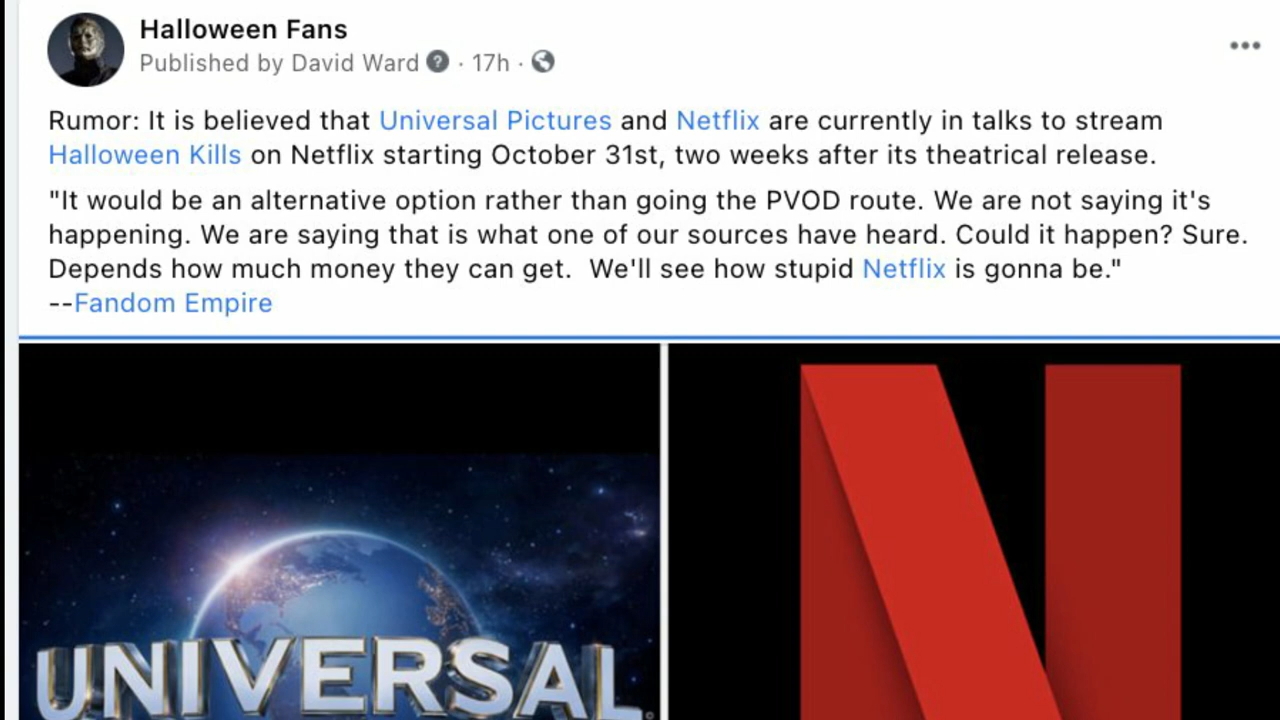 Halloween Fans
Published by David Ward · 17h ·
Rumor: It is believed that Universal Pictures and Netflix are currently in talks to stream
Halloween Kills on Netflix starting October 31st, two weeks after its theatrical release.
"It would be an alternative option rather than going the PVOD route. We are not saying it's
happening. We are saying that is what one of our sources have heard. Could it happen? Sure.
Depends how much money they can get.  We'll see how stupid Netflix is gonna be."
--Fandom Empire
UNIVERSAL
N